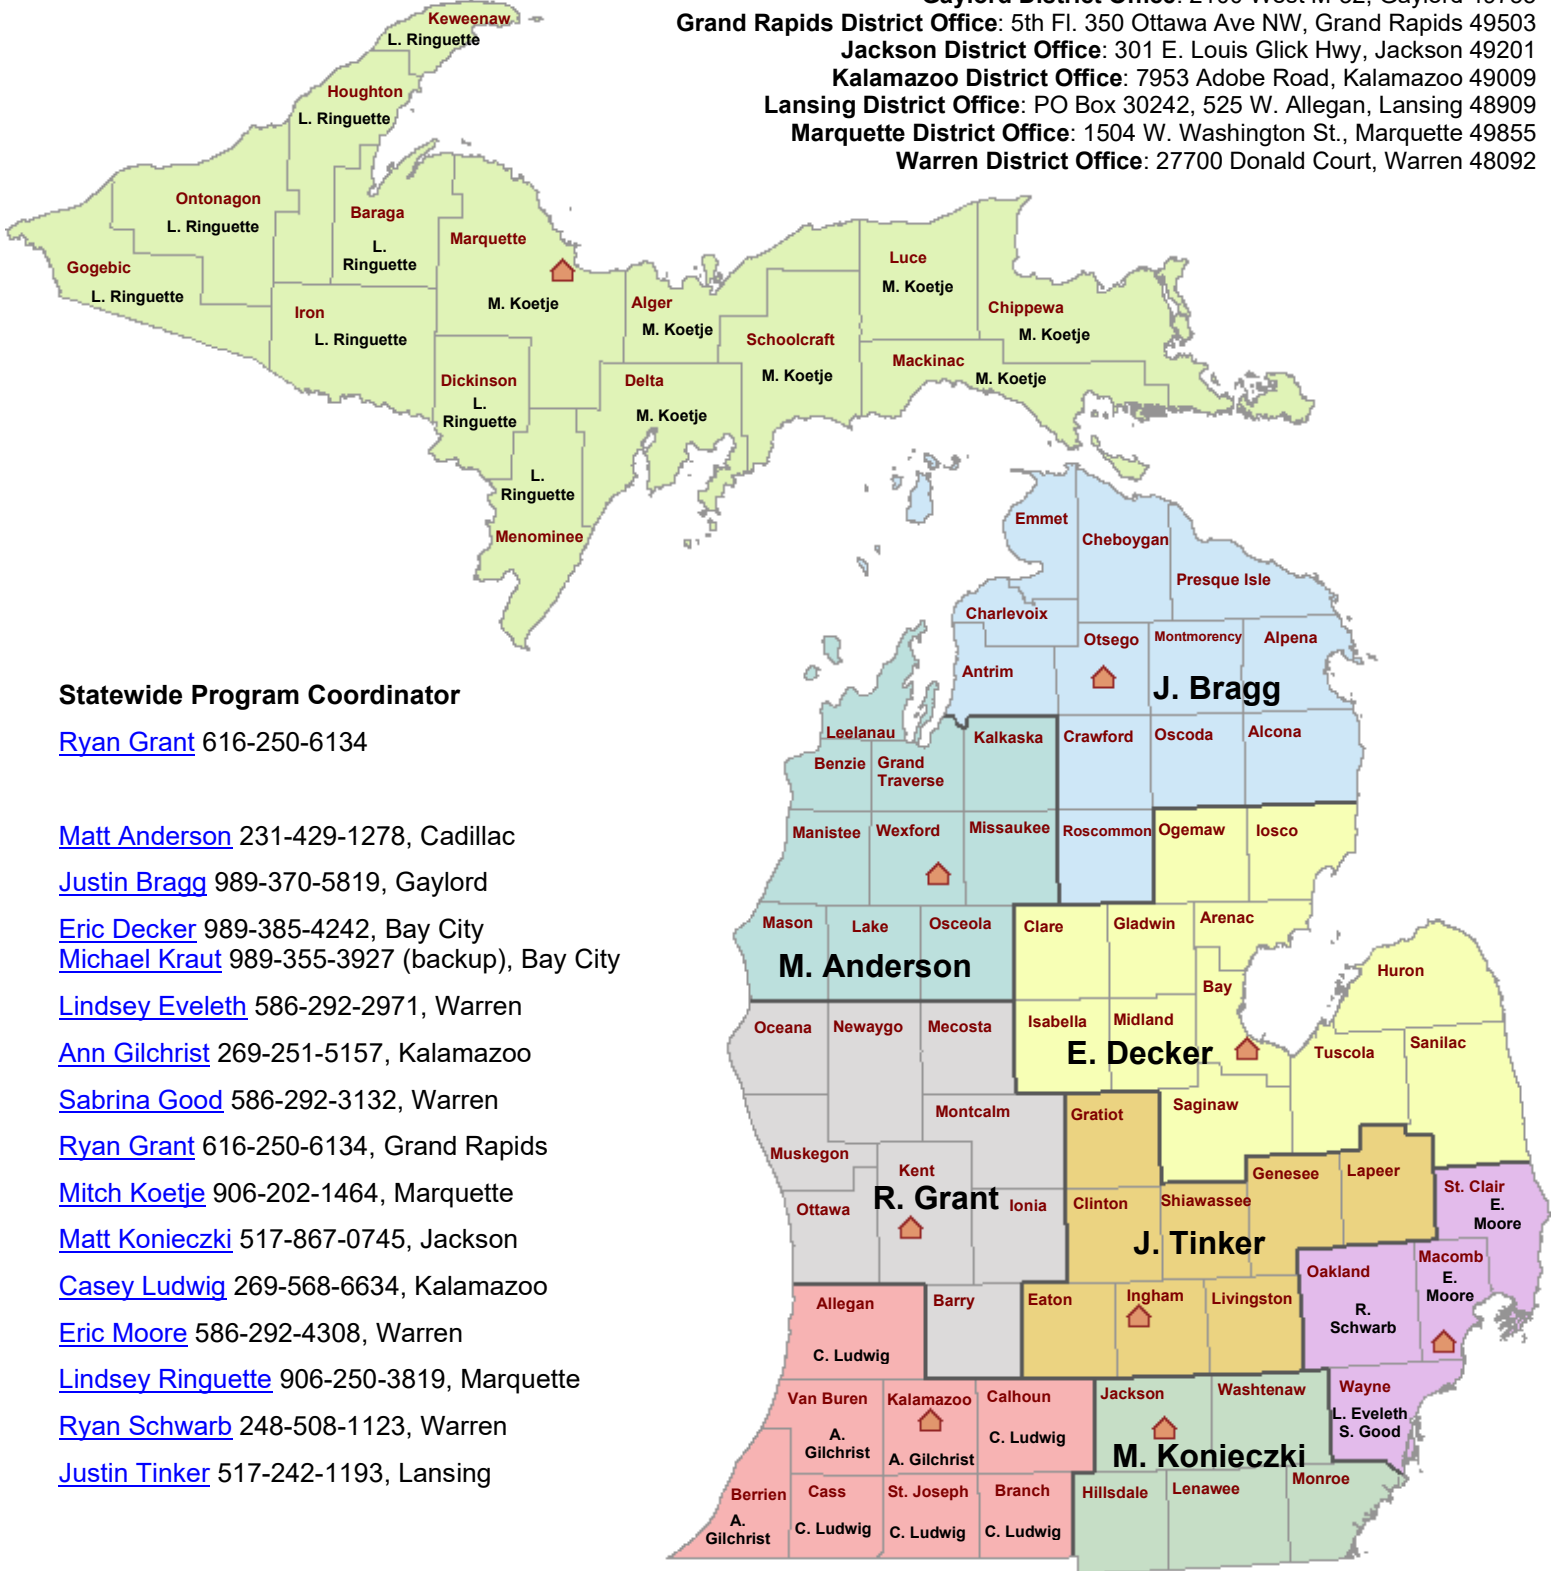 Grand Rapids District Office: 5th Fl. 350 Ottawa Ave NW, Grand Rapids 49503
Jackson District Office: 301 E. Louis Glick Hwy, Jackson 49201
Kalamazoo District Office: 7953 Adobe Road, Kalamazoo 49009
Lansing District Office: PO Box 30242, 525 W. Allegan, Lansing 48909
Marquette District Office: 1504 W. Washington St., Marquette 49855
Warren District Office: 27700 Donald Court, Warren 48092
Keweenaw
L. Ringuette
Houghton
L. Ringuette
Ontonagon
L. Ringuette
Baraga
L.
Ringuette
Gogebic
L. Ringuette
Iron
L. Ringuette
Marquette
M. Koetje
Dickinson
L.
Ringuette
L.
Ringuette
Menominee
Alger
M. Koetje
Delta
M. Koetje
Schoolcraft
M. Koetje
Luce
M. Koetje
Chippewa
M. Koetje
Mackinac
M. Koetje
Emmet
Cheboygan
Presque Isle
Charlevoix
Antrim
Otsego
Montmorency
Alpena
J. Bragg
Crawford
Oscoda
Alcona
Roscommon
Leelanau
Benzie
Grand
Traverse
Kalkaska
Manistee
Wexford
Missaukee
Mason
Lake
Osceola
M. Anderson
Ogemaw
Iosco
Clare
Gladwin
Arenac
Bay
Isabella
Midland
E. Decker
Huron
Tuscola
Sanilac
Saginaw
Oceana
Newaygo
Mecosta
Montcalm
Muskegon
Kent
Ottawa
R. Grant
Ionia
Barry
Gratiot
Clinton
Shiawassee
Genesee
Lapeer
J. Tinker
Eaton
Ingham
Livingston
St. Clair
E.
Moore
Macomb
E.
Moore
Oakland
R.
Schwarb
Wayne
L. Eveleth
S. Good
Allegan
C. Ludwig
Van Buren
A.
Gilchrist
Kalamazoo
A. Gilchrist
Calhoun
C. Ludwig
Berrien
A.
Gilchrist
Cass
C. Ludwig
St. Joseph
C. Ludwig
Branch
C. Ludwig
Jackson
Washtenaw
M. Konieczki
Hillsdale
Lenawee
Monroe
Statewide Program Coordinator
Ryan Grant 616-250-6134
Matt Anderson 231-429-1278, Cadillac
Justin Bragg 989-370-5819, Gaylord
Eric Decker 989-385-4242, Bay City
Michael Kraut 989-355-3927 (backup), Bay City
Lindsey Eveleth 586-292-2971, Warren
Ann Gilchrist 269-251-5157, Kalamazoo
Sabrina Good 586-292-3132, Warren
Ryan Grant 616-250-6134, Grand Rapids
Mitch Koetje 906-202-1464, Marquette
Matt Konieczki 517-867-0745, Jackson
Casey Ludwig 269-568-6634, Kalamazoo
Eric Moore 586-292-4308, Warren
Lindsey Ringuette 906-250-3819, Marquette
Ryan Schwarb 248-508-1123, Warren
Justin Tinker 517-242-1193, Lansing